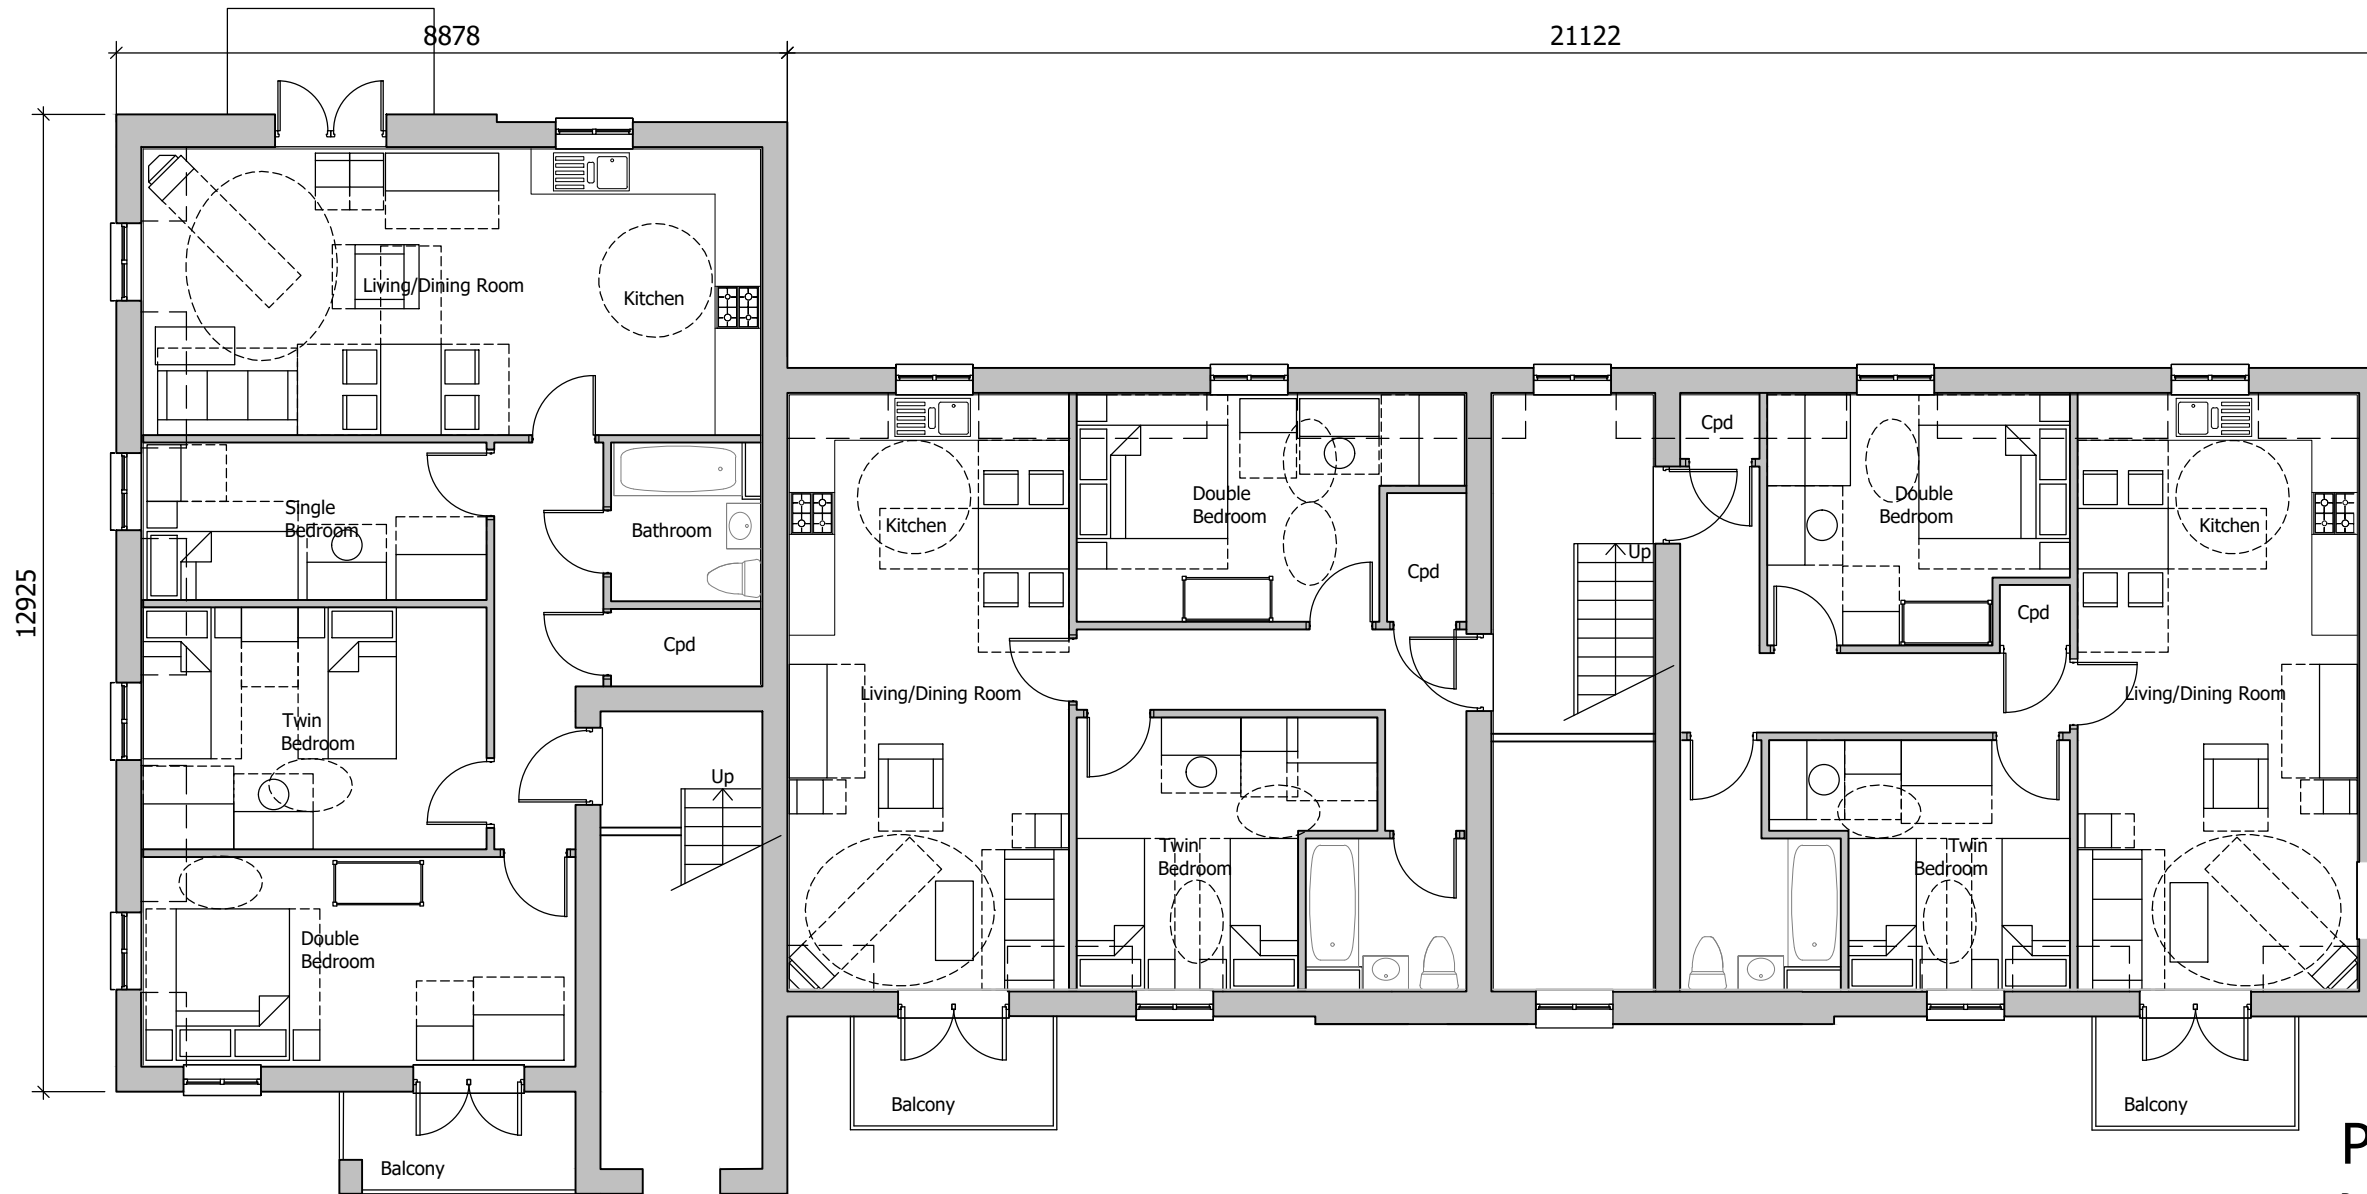 8878
21122
12925
Living/Dining Room
Kitchen
Single
Bedroom
Bathroom
Cpd
Twin
Bedroom
Up
Double
Bedroom
Balcony
Kitchen
Living/Dining Room
Double
Bedroom
Cpd
Twin
Bedroom
Balcony
Up
Cpd
Double
Bedroom
Cpd
Kitchen
Living/Dining Room
Twin
Bedroom
Balcony
P